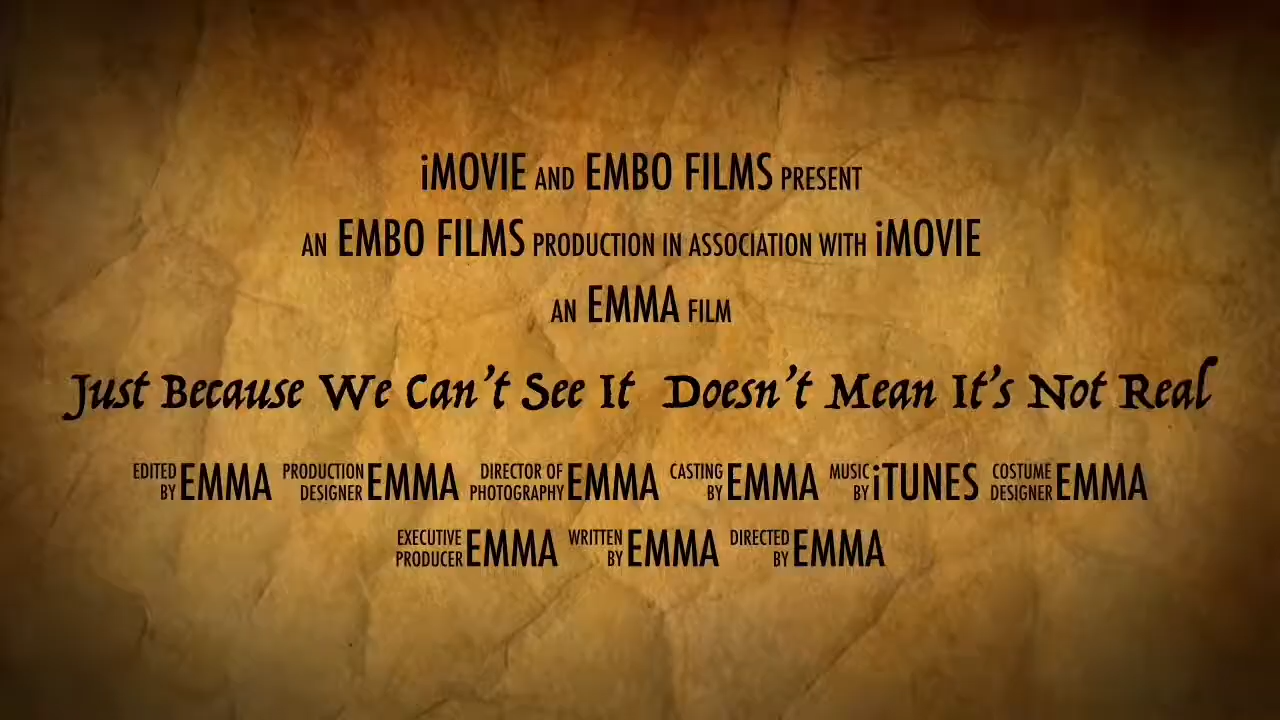 iMOVIE AND EMBO FILMS PRESENT
AN EMBO FILMS PRODUCTION IN ASSOCIATION WITH iMOVIE
AN EMMA FILM
Just Because We Can't See It Doesn't Mean It's Not Real
EDITED BY EMMA PRODUCTION DESIGNER EMMA DIRECTOR OF PHOTOGRAPHY EMMA CASTING BY EMMA MUSIC BY iTUNES COSTUME DESIGNER EMMA
EXECUTIVE PRODUCER EMMA WRITTEN BY EMMA DIRECTED BY EMMA